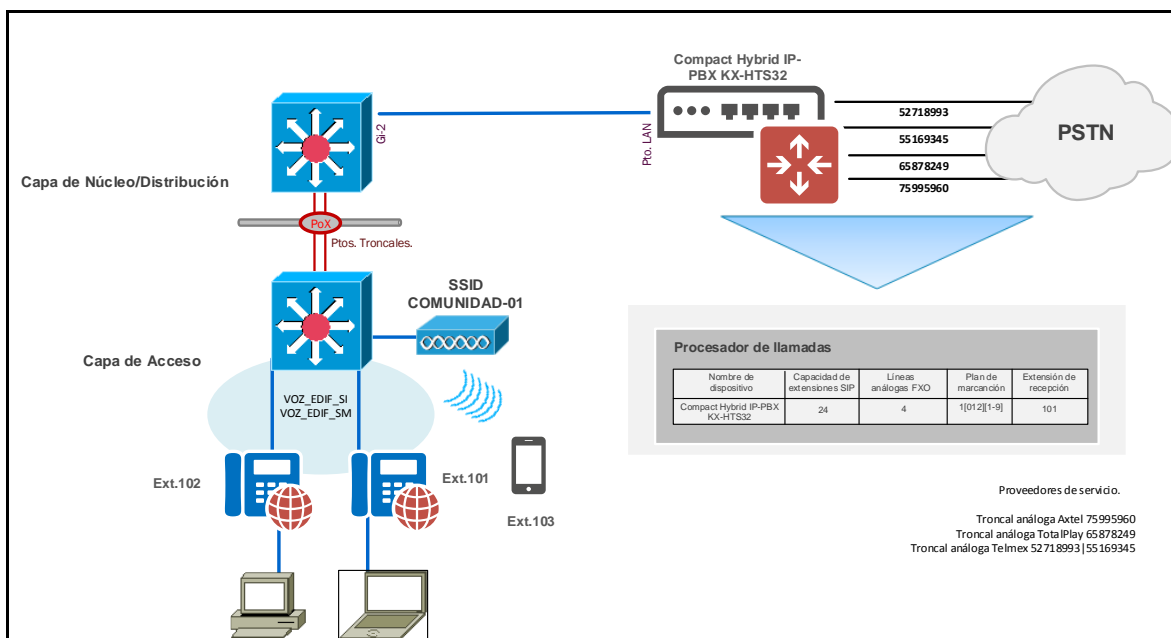 Compact Hybrid IP-
PBX KX-HTS32
Gi-2
Pto. LAN
52718993
55169345
65878249
75995960
PSTN
Capa de Núcleo/Distribución
PoX
Ptos. Troncales.
SSID
COMUNIDAD-01
Capa de Acceso
VOZ_EDIF_SI
VOZ_EDIF_SM
Ext.102
Ext.101
Ext.103
Procesador de llamadas
Nombre de
dispositivo
Capacidad de
extensiones SIP
Líneas
análogas FXO
Plan de
marcanción
Extensión de
recepción
Compact Hybrid IP-PBX
KX-HTS32
24
4
1[012][1-9]
101
Proveedores de servicio.
Troncal análoga Axtel 75995960
Troncal análoga TotalPlay 65878249
Troncal análoga Telmex 52718993|55169345